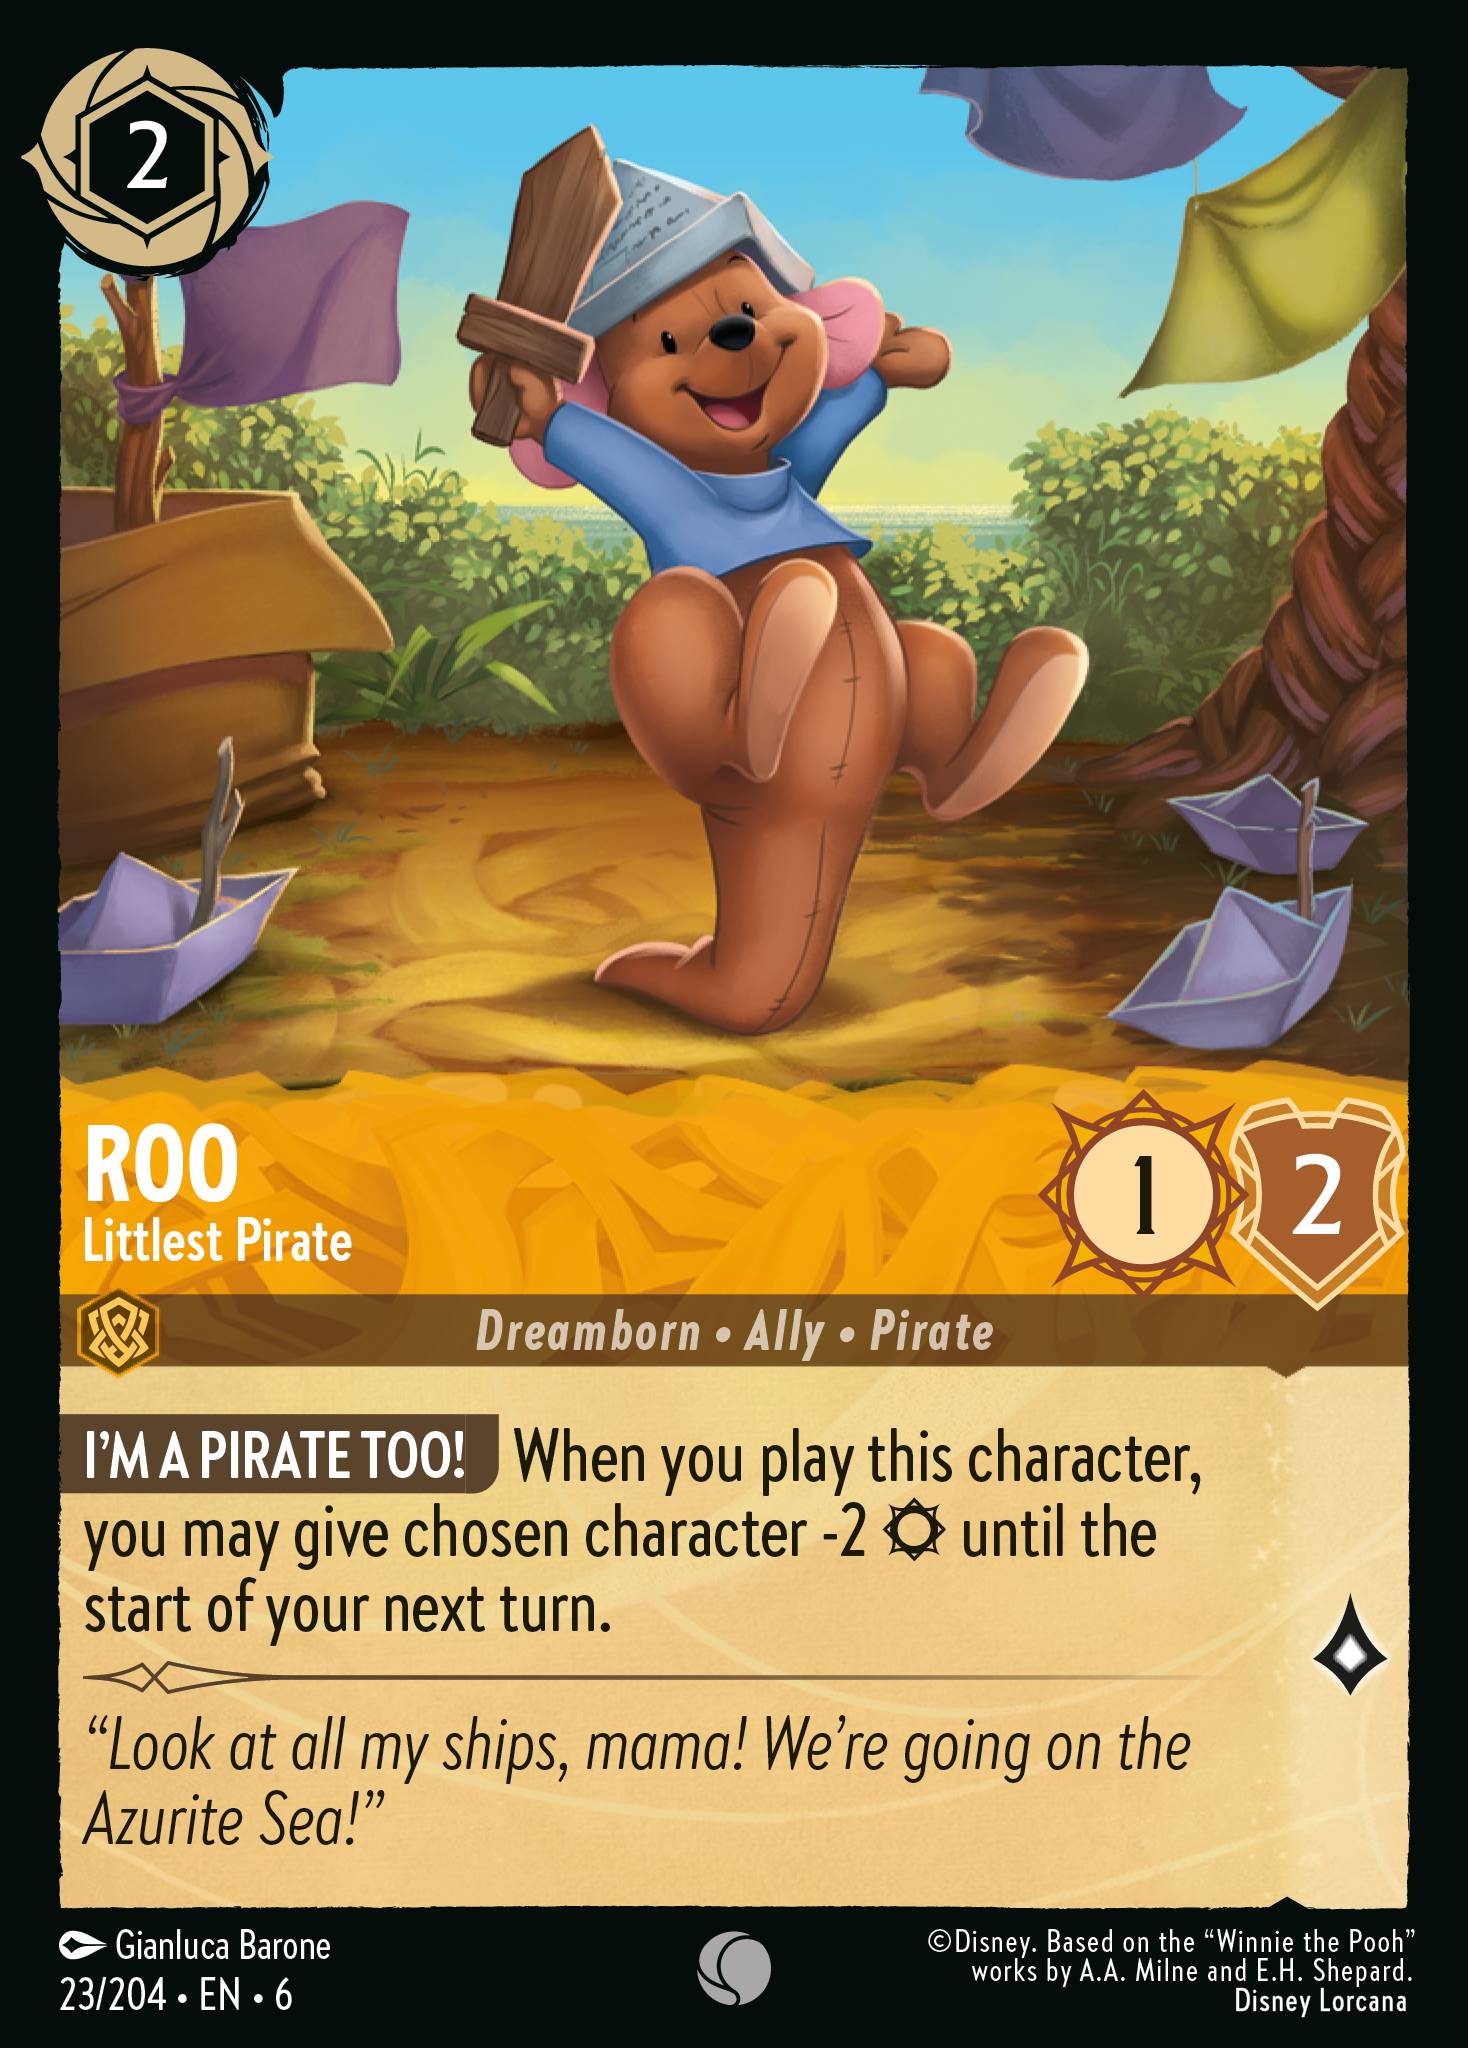 2
ROO
Littlest Pirate
1
2
Dreamborn • Ally • Pirate
I'M A PIRATE TOO! When you play this character,
you may give chosen character -2 until the
start of your next turn.
“Look at all my ships, mama! We’re going on the
Azurite Sea!”
Gianluca Barone
23/204 • EN • 6
©Disney. Based on the “Winnie the Pooh”
works by A.A. Milne and E.H. Shepard.
Disney Lorcana